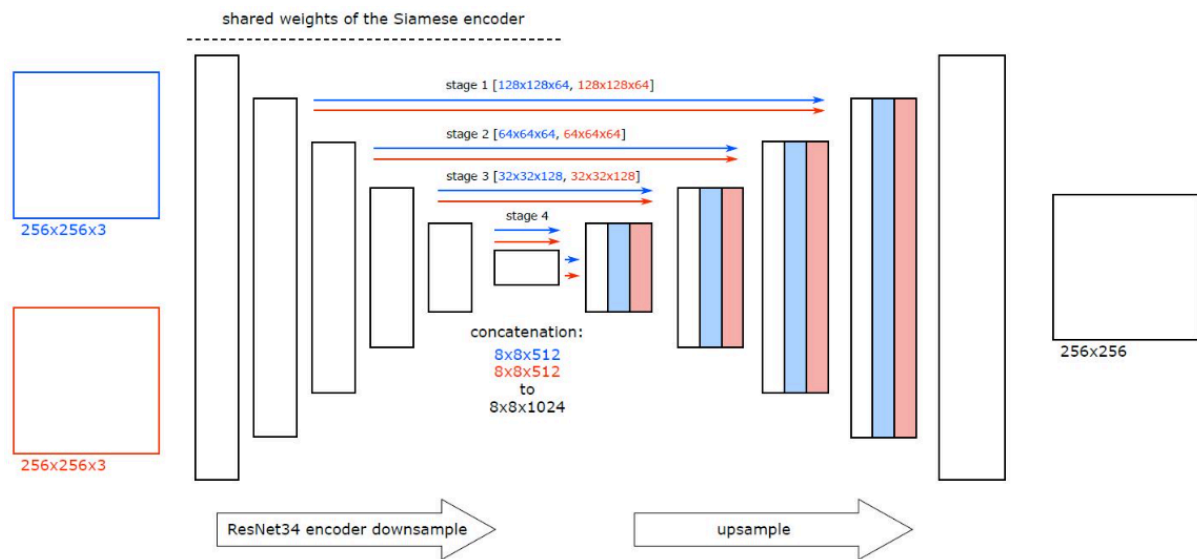 shared weights of the Siamese encoder
stage 1 [128x128x64, 128x128x64]
stage 2 [64x64x64, 64x64x64]
stage 3 [32x32x128, 32x32x128]
stage 4
256x256x3
256x256x3
concatenation:
8x8x512
8x8x512
to
8x8x1024
256x256
ResNet34 encoder downsample
upsample